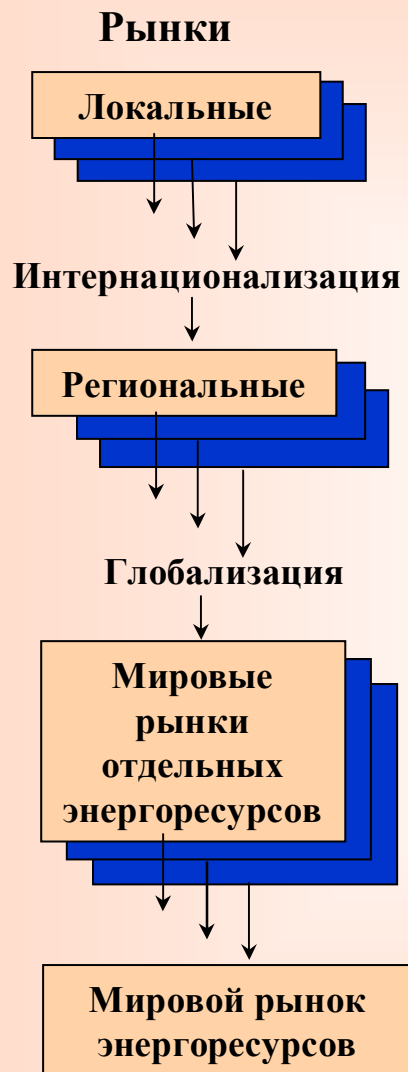 Рынки
Локальные
Интернационализация
Региональные
Глобализация
Мировые
рынки
отдельных
энергоресурсов
Мировой рынок
энергоресурсов